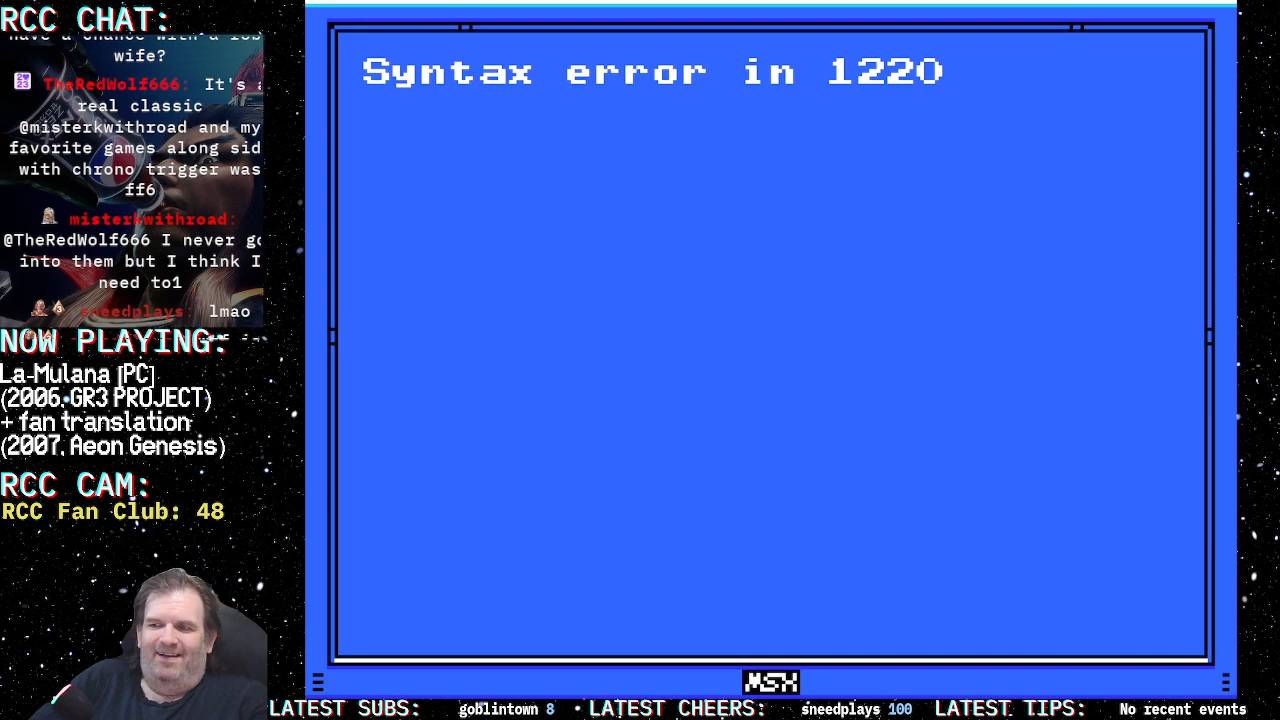 RCC CHAT:
wife?
TheRedWolf666: It's a
real classic
@misterkwithroad and my
favorite games along sid
with chrono trigger was
ff6
misterkwithroad:
@TheRedWolf666 I never go
into them but I think I
need to1
sneedplays: lmao
NOW PLAYING:
La-Mulana [PC]
(2006, GR3 PROJECT)
+ fan translation
(2007, Aeon Genesis)
RCC CAM:
RCC Fan Club: 48
Syntax error in 1220
MSX
LATEST SUBS: goblintown 8 • LATEST CHEERS: sneedplays 100 LATEST TIPS: No recent events